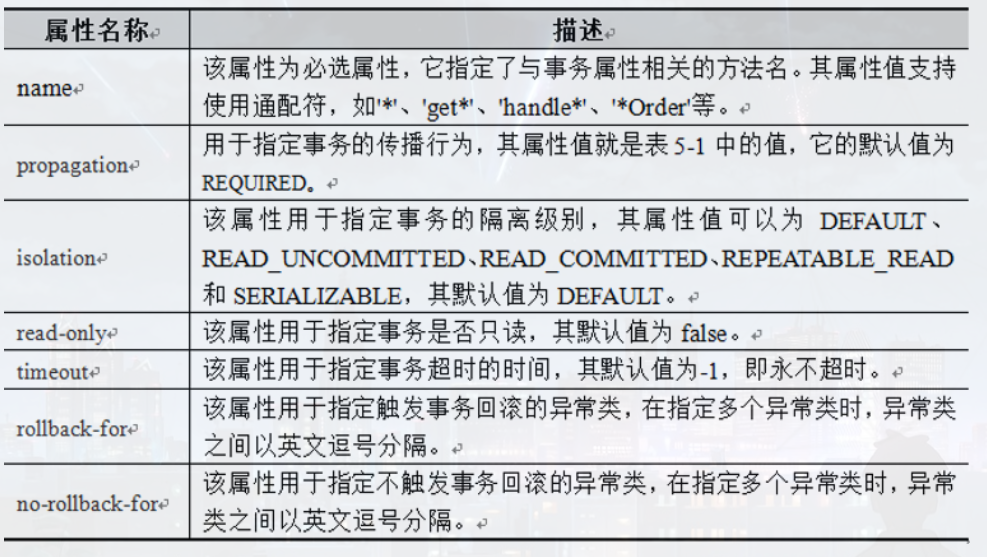 属性名称 描述
name 该属性为必选属性，它指定了与事务属性相关的方法名。其属性值支持
使用通配符，如'*'、'get*'、'handle*'、'*Order'等。
propagation 用于指定事务的传播行为，其属性值就是表 5-1 中的值，它的默认值为
REQUIRED。
isolation 该属性用于指定事务的隔离级别，其属性值可以为 DEFAULT、
READ_UNCOMMITTED、READ_COMMITTED、REPEATABLE_READ
和 SERIALIZABLE，其默认值为 DEFAULT。
read-only 该属性用于指定事务是否只读，其默认值为 false。
timeout 该属性用于指定事务超时的时间，其默认值为-1，即永不超时。
rollback-for 该属性用于指定触发事务回滚的异常类，在指定多个异常类时，异常类
之间以英文逗号分隔。
no-rollback-for 该属性用于指定不触发事务回滚的异常类，在指定多个异常类时，异常
类之间以英文逗号分隔。